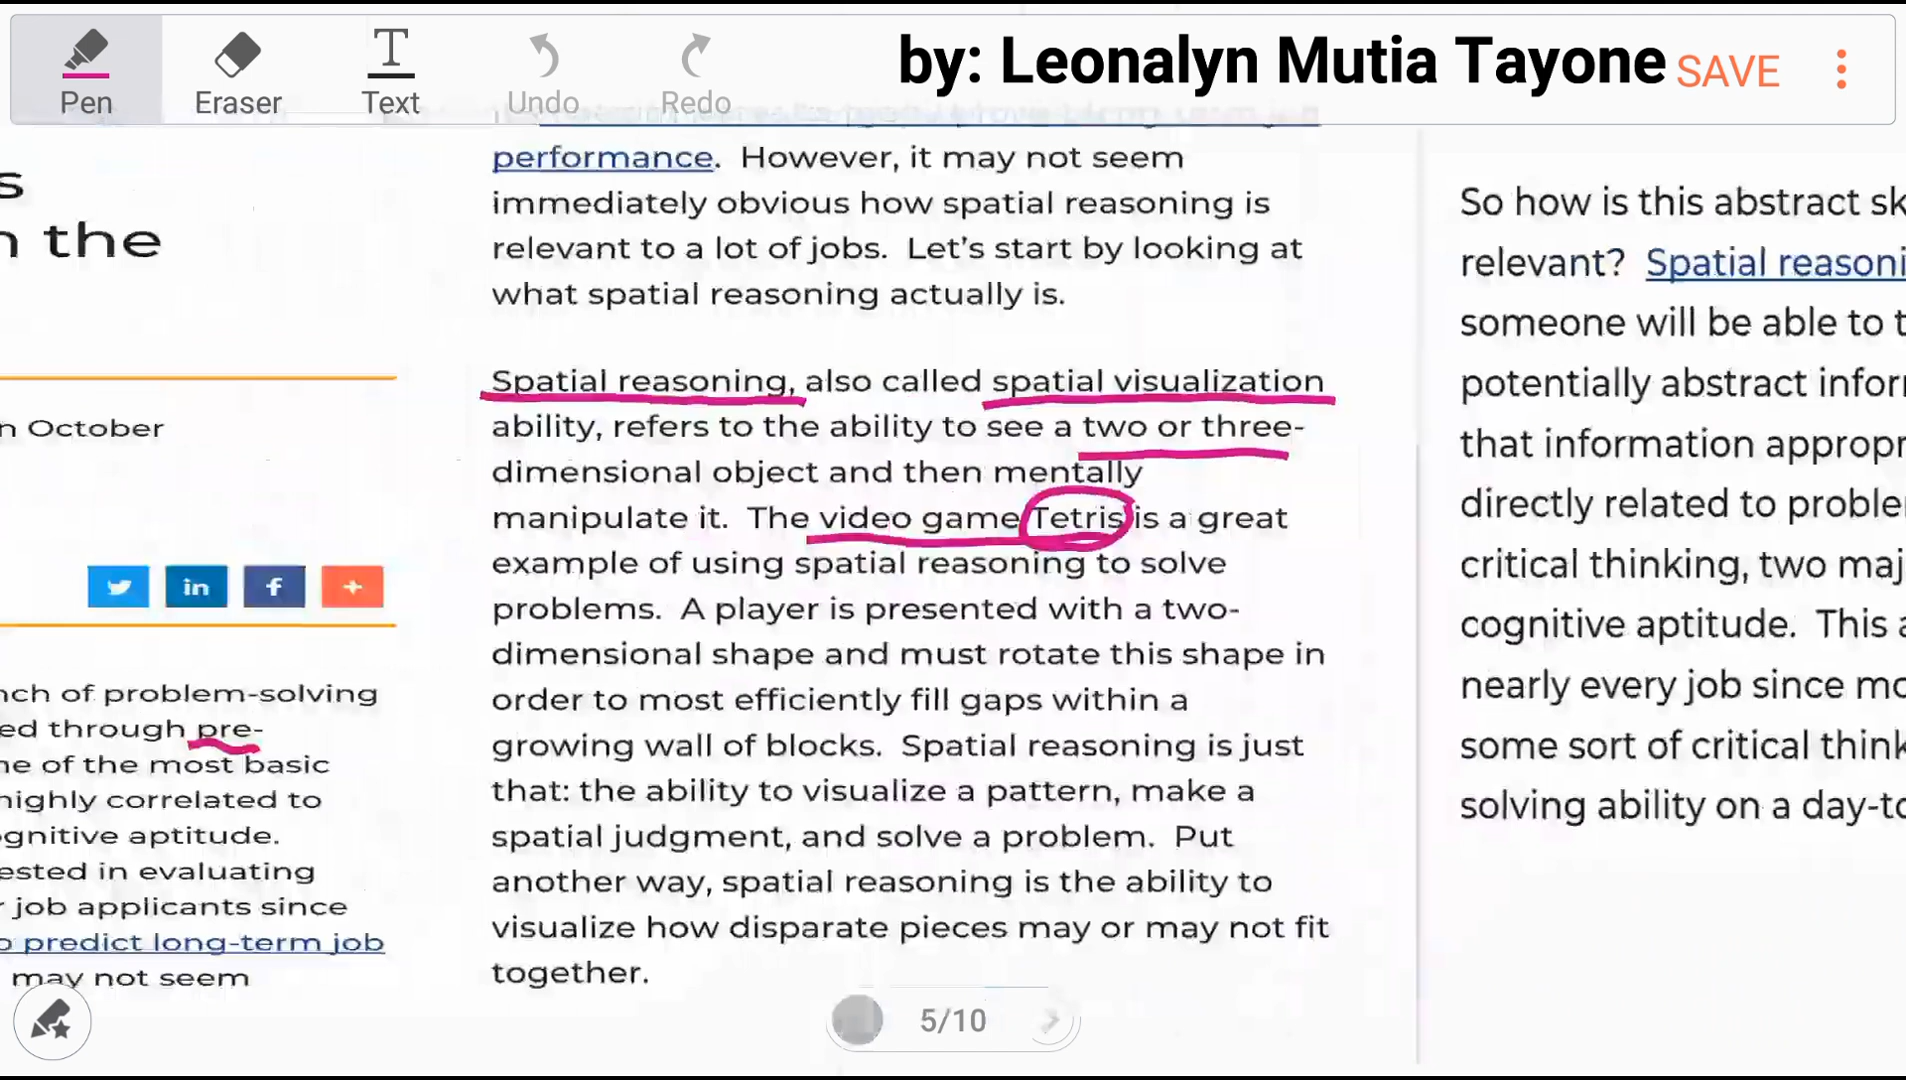 Pen
Eraser
Text
Undo
Redo
by: Leonalyn Mutia Tayone
SAVE
s
n the
n October
in
f
+
nch of problem-solving
ed through pre-
ne of the most basic
highly correlated to
ognitive aptitude.
ested in evaluating
r job applicants since
o predict long-term job
may not seem
performance. However, it may not seem
immediately obvious how spatial reasoning is
relevant to a lot of jobs. Let’s start by looking at
what spatial reasoning actually is.
Spatial reasoning, also called spatial visualization
ability, refers to the ability to see a two or three-
dimensional object and then mentally
manipulate it. The video game Tetris is a great
example of using spatial reasoning to solve
problems. A player is presented with a two-
dimensional shape and must rotate this shape in
order to most efficiently fill gaps within a
growing wall of blocks. Spatial reasoning is just
that: the ability to visualize a pattern, make a
spatial judgment, and solve a problem. Put
another way, spatial reasoning is the ability to
visualize how disparate pieces may or may not fit
together.
5/10
So how is this abstract sk
relevant? Spatial reasoni
someone will be able to t
potentially abstract infor
that information appropr
directly related to proble
critical thinking, two maj
cognitive aptitude. This a
nearly every job since mo
some sort of critical think
solving ability on a day-to